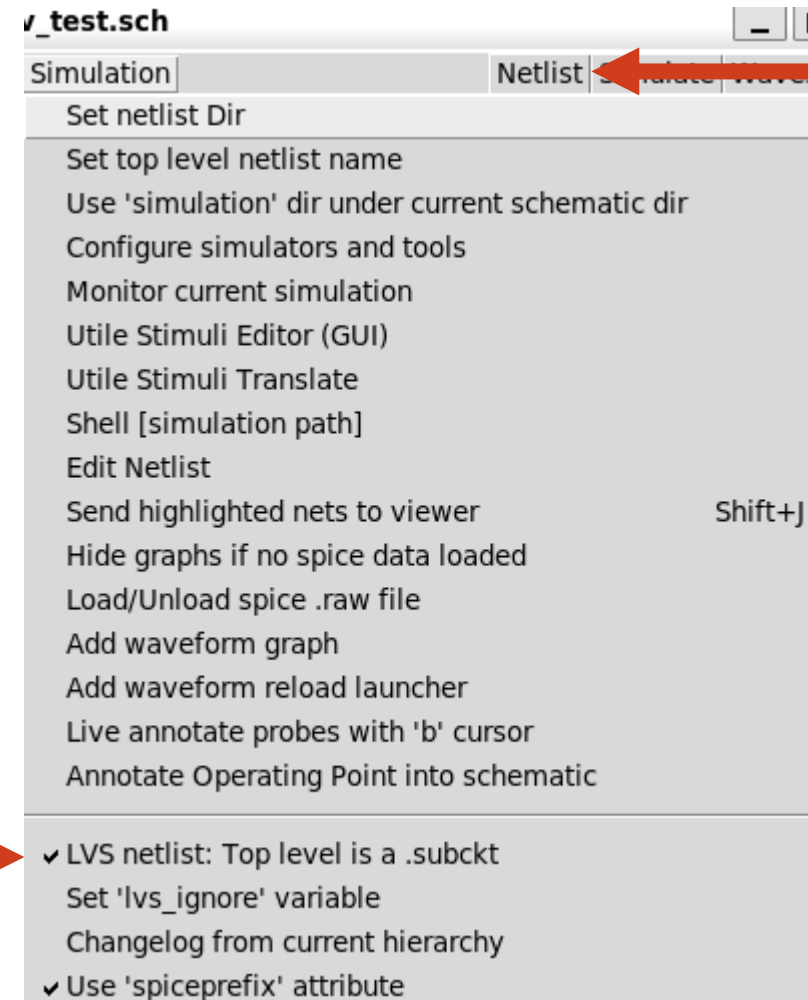 v_test.sch
Simulation Netlist
Set netlist Dir
Set top level netlist name
Use 'simulation' dir under current schematic dir
Configure simulators and tools
Monitor current simulation
Utile Stimuli Editor (GUI)
Utile Stimuli Translate
Shell [simulation path]
Edit Netlist
Send highlighted nets to viewer Shift+J
Hide graphs if no spice data loaded
Load/Unload spice .raw file
Add waveform graph
Add waveform reload launcher
Live annotate probes with 'b' cursor
Annotate Operating Point into schematic
LVS netlist: Top level is a .subckt
Set 'lvs_ignore' variable
Changelog from current hierarchy
Use 'spiceprefix' attribute